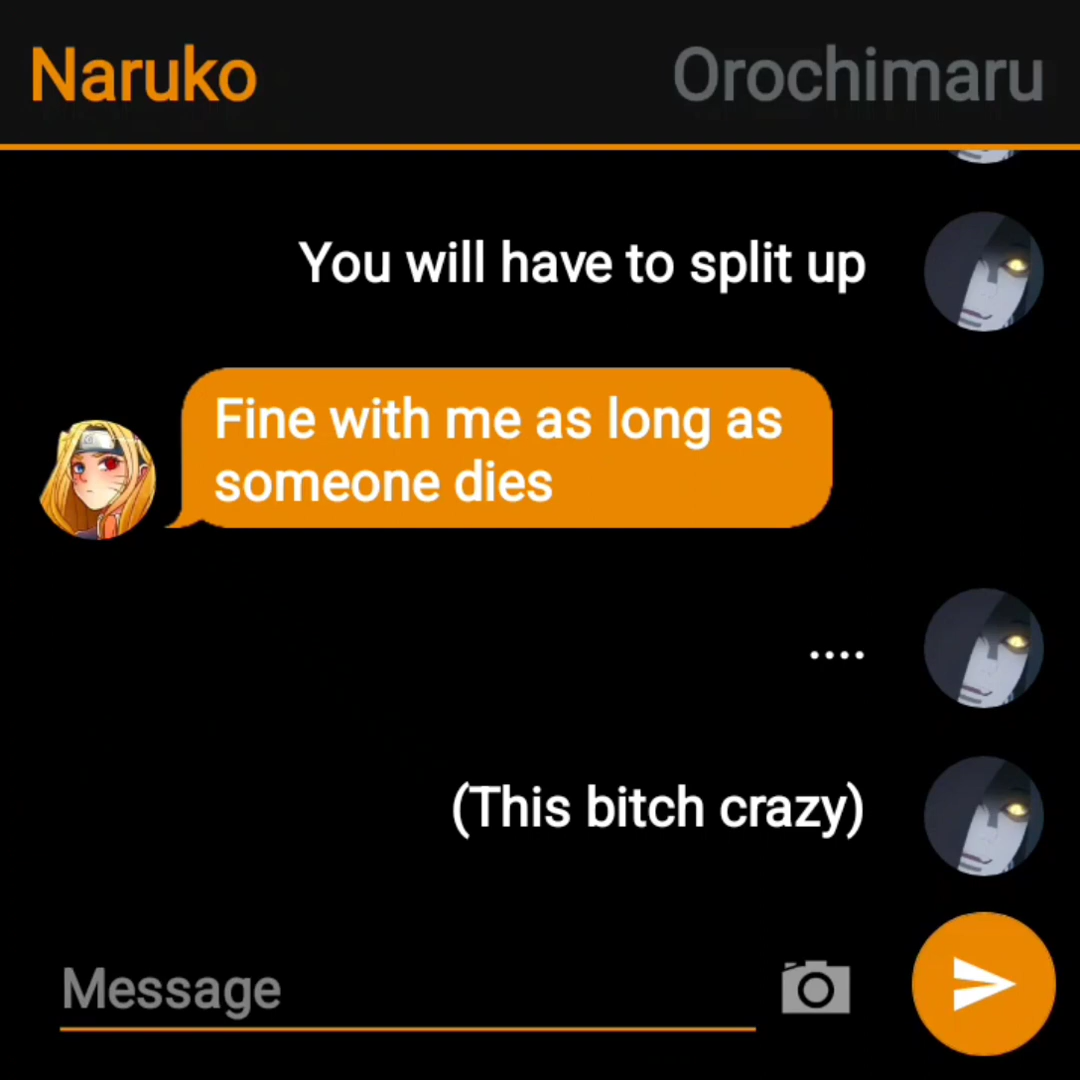 Naruko
Orochimaru
You will have to split up
Fine with me as long as
someone dies
....
(This bitch crazy)
Message